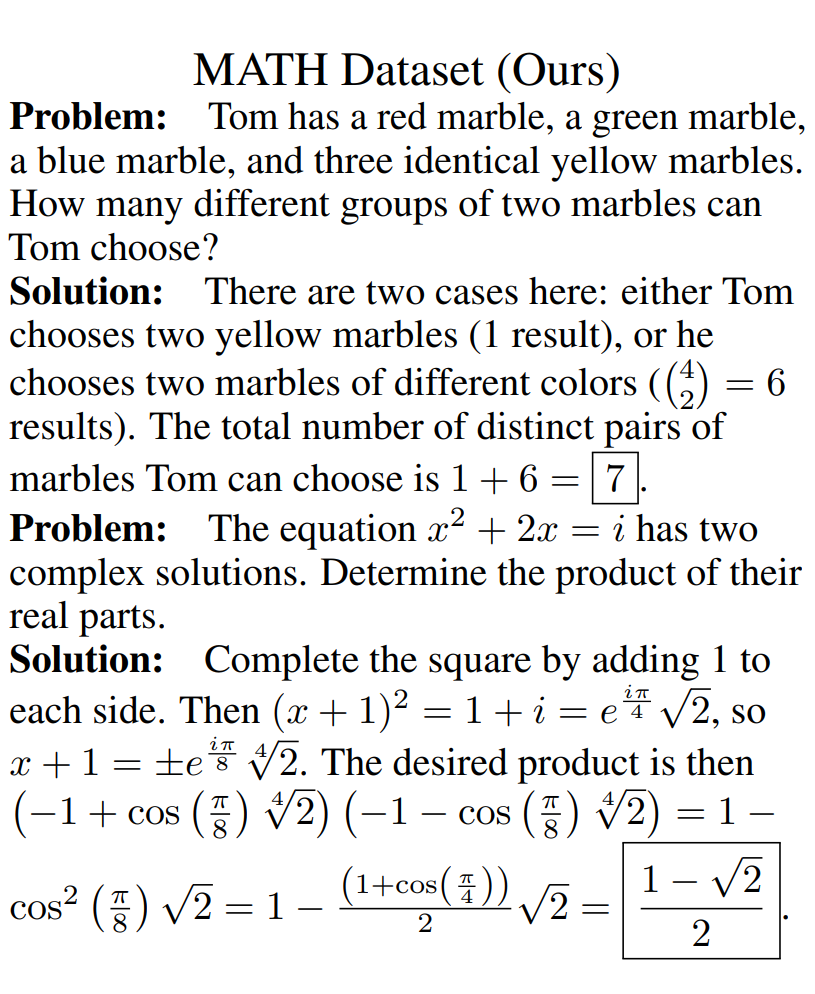 MATH Dataset (Ours)
Problem: Tom has a red marble, a green marble,
a blue marble, and three identical yellow marbles.
How many different groups of two marbles can
Tom choose?
Solution: There are two cases here: either Tom
chooses two yellow marbles (1 result), or he
chooses two marbles of different colors ($\binom{4}{2} = 6$
results). The total number of distinct pairs of
marbles Tom can choose is $1 + 6 = \boxed{7}$.
Problem: The equation $x^2 + 2x = i$ has two
complex solutions. Determine the product of their
real parts.
Solution: Complete the square by adding 1 to
each side. Then $(x + 1)^2 = 1 + i = e^{\frac{i\pi}{4}} \sqrt{2}$, so
$x + 1 = \pm e^{\frac{i\pi}{8}} \sqrt[4]{2}$. The desired product is then
$\left(-1 + \cos\left(\frac{\pi}{8}\right) \sqrt[4]{2}\right) \left(-1 - \cos\left(\frac{\pi}{8}\right) \sqrt[4]{2}\right) = 1 -$
$\cos^2\left(\frac{\pi}{8}\right) \sqrt{2} = 1 - \frac{\left(1+\cos\left(\frac{\pi}{4}\right)\right)}{2} \sqrt{2} = \boxed{\frac{1 - \sqrt{2}}{2}}$.